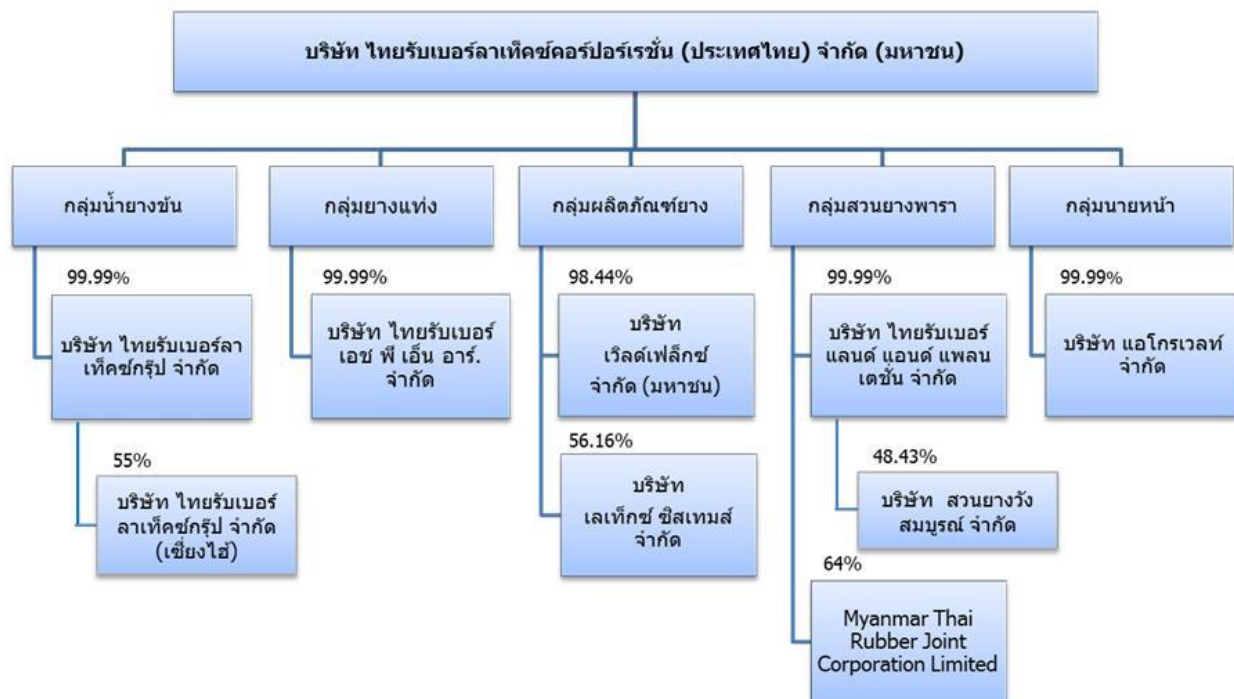 บริษัท ไทยรับเบอร์ลาเท็คซ์คอร์ปอร์เรชั่น (ประเทศไทย) จำกัด (มหาชน)
กลุ่มน้ำยางข้น
99.99%
บริษัท ไทยรับเบอร์ลา
เท็คซ์กรุ๊ป จำกัด
55%
บริษัท ไทยรับเบอร์
ลาเท็คซ์กรุ๊ป จำกัด
(เซี่ยงไฮ้)
กลุ่มยางแท่ง
99.99%
บริษัท ไทยรับเบอร์
เอช พี เอ็น อาร์.
จำกัด
กลุ่มผลิตภัณฑ์ยาง
98.44%
บริษัท
เวิลด์เฟล็กซ์
จำกัด (มหาชน)
56.16%
บริษัท
เลเท็กซ์ ซิสเทมส์
จำกัด
กลุ่มสวนยางพารา
99.99%
บริษัท ไทยรับเบอร์
แลนด์ แอนด์ แพลน
เตชั่น จำกัด
48.43%
บริษัท สวนยางวัง
สมบูรณ์ จำกัด
64%
Myanmar Thai
Rubber Joint
Corporation Limited
กลุ่มนายหน้า
99.99%
บริษัท แอโกรเวลท์
จำกัด